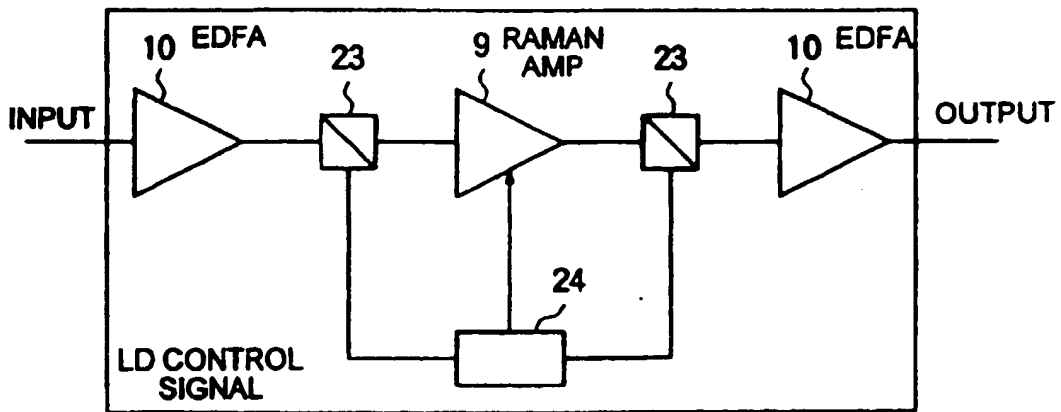 10 EDFA
23
9 RAMAN
AMP
23
10 EDFA
INPUT
OUTPUT
24
LD CONTROL
SIGNAL